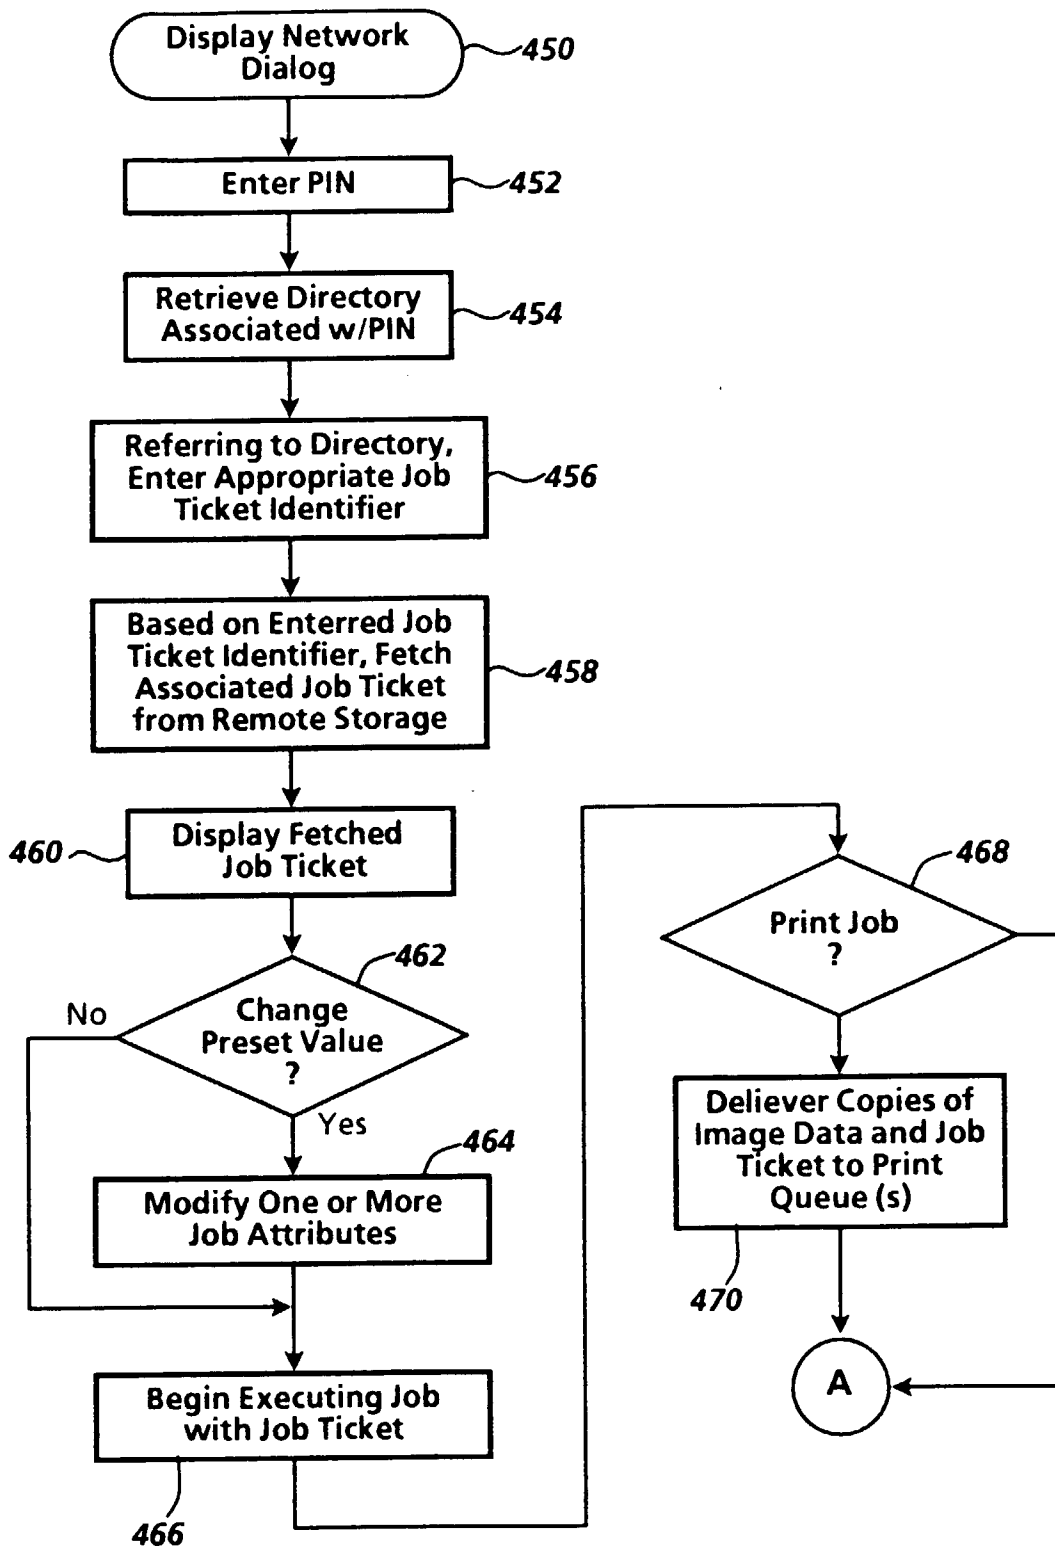 Display Network
Dialog
450
Enter PIN
452
Retrieve Directory
Associated w/PIN
454
Referring to Directory,
Enter Appropriate Job
Ticket Identifier
456
Based on Enterred Job
Ticket Identifier, Fetch
Associated Job Ticket
from Remote Storage
458
Display Fetched
Job Ticket
460
Change
Preset Value
?
462
No
Yes
Modify One or More
Job Attributes
464
Begin Executing Job
with Job Ticket
466
Print Job
?
468
Deliever Copies of
Image Data and Job
Ticket to Print
Queue (s)
470
A